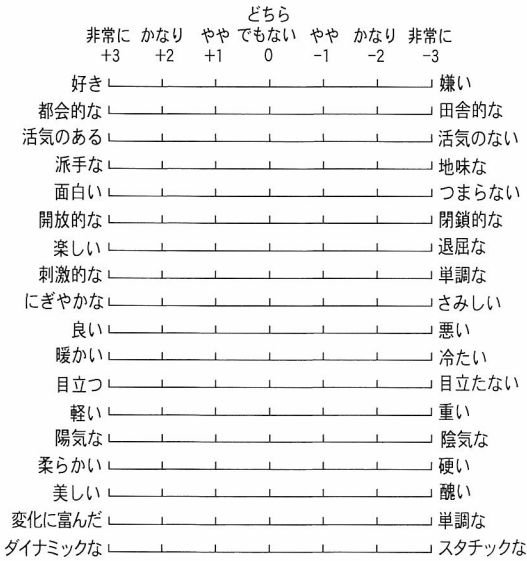 どちら
非常に かなり やや でもない やや かなり 非常に
+3 +2 +1 0 −1 −2 −3
好き 嫌い
都会的な 田舎的な
活気のある 活気のない
派手な 地味な
面白い つまらない
開放的な 閉鎖的な
楽しい 退屈な
刺激的な 単調な
にぎやかな さみしい
良い 悪い
暖かい 冷たい
目立つ 目立たない
軽い 重い
陽気な 陰気な
柔らかい 硬い
美しい 醜い
変化に富んだ 単調な
ダイナミックな スタチックな